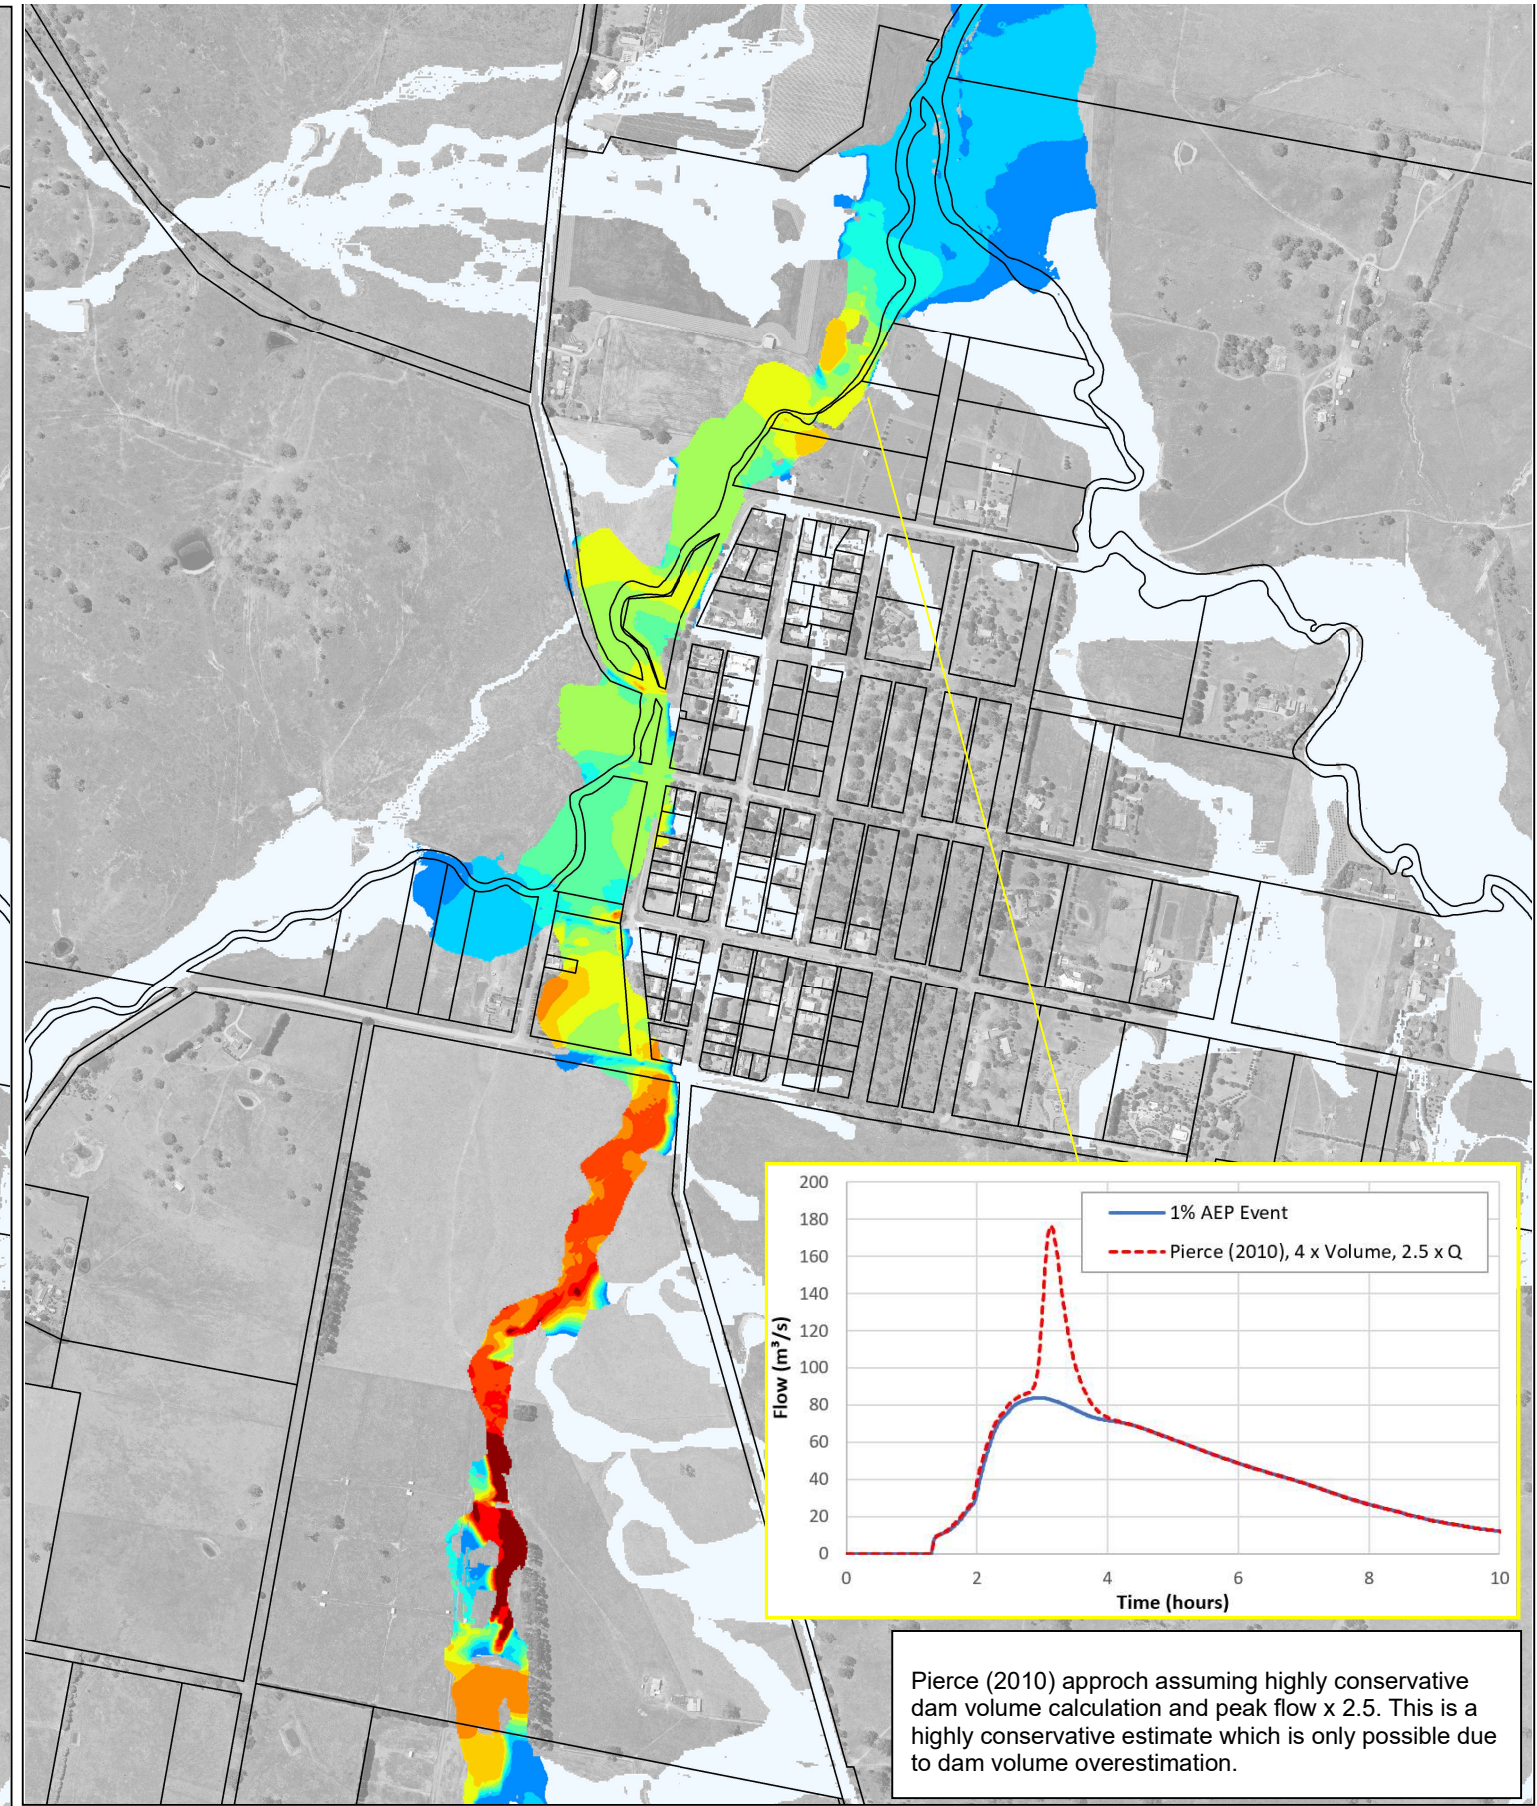 200
180
160
140
120
100
80
60
40
20
0
Flow (m³/s)
1% AEP Event
Pierce (2010), 4 x Volume, 2.5 x Q
0 2 4 6 8 10
Time (hours)
Pierce (2010) approch assuming highly conservative
dam volume calculation and peak flow x 2.5. This is a
highly conservative estimate which is only possible due
to dam volume overestimation.